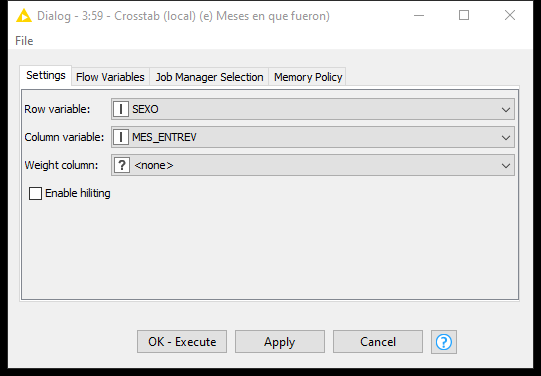 Dialog - 3:59 - Crosstab (local) (e) Meses en que fueron)
File
Settings Flow Variables Job Manager Selection Memory Policy
Row variable: I SEXO
Column variable: I MES_ENTREV
Weight column: ? <none>
Enable hiliting
OK - Execute Apply Cancel ?